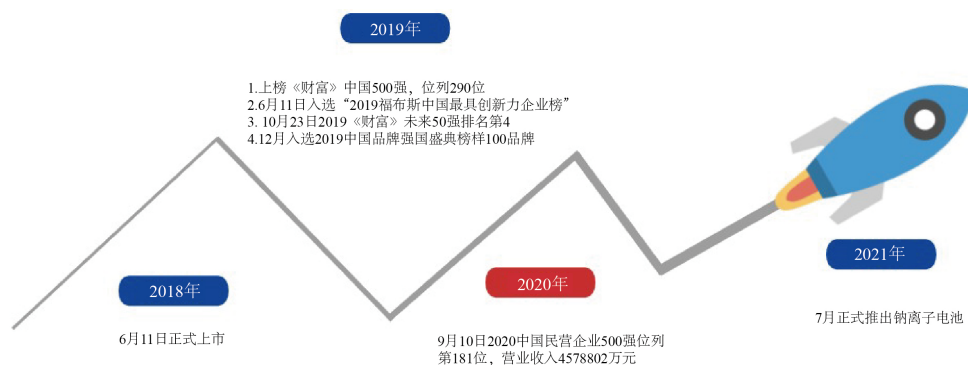 2019年
1.上榜《财富》中国500强，位列290位
2.6月11日入选“2019福布斯中国最具创新力企业榜”
3. 10月23日2019《财富》未来50强排名第4
4.12月入选2019中国品牌强国盛典榜样100品牌
2018年
6月11日正式上市
2020年
9月10日2020中国民营企业500强位列
第181位，营业收入4578802万元
2021年
7月正式推出钠离子电池